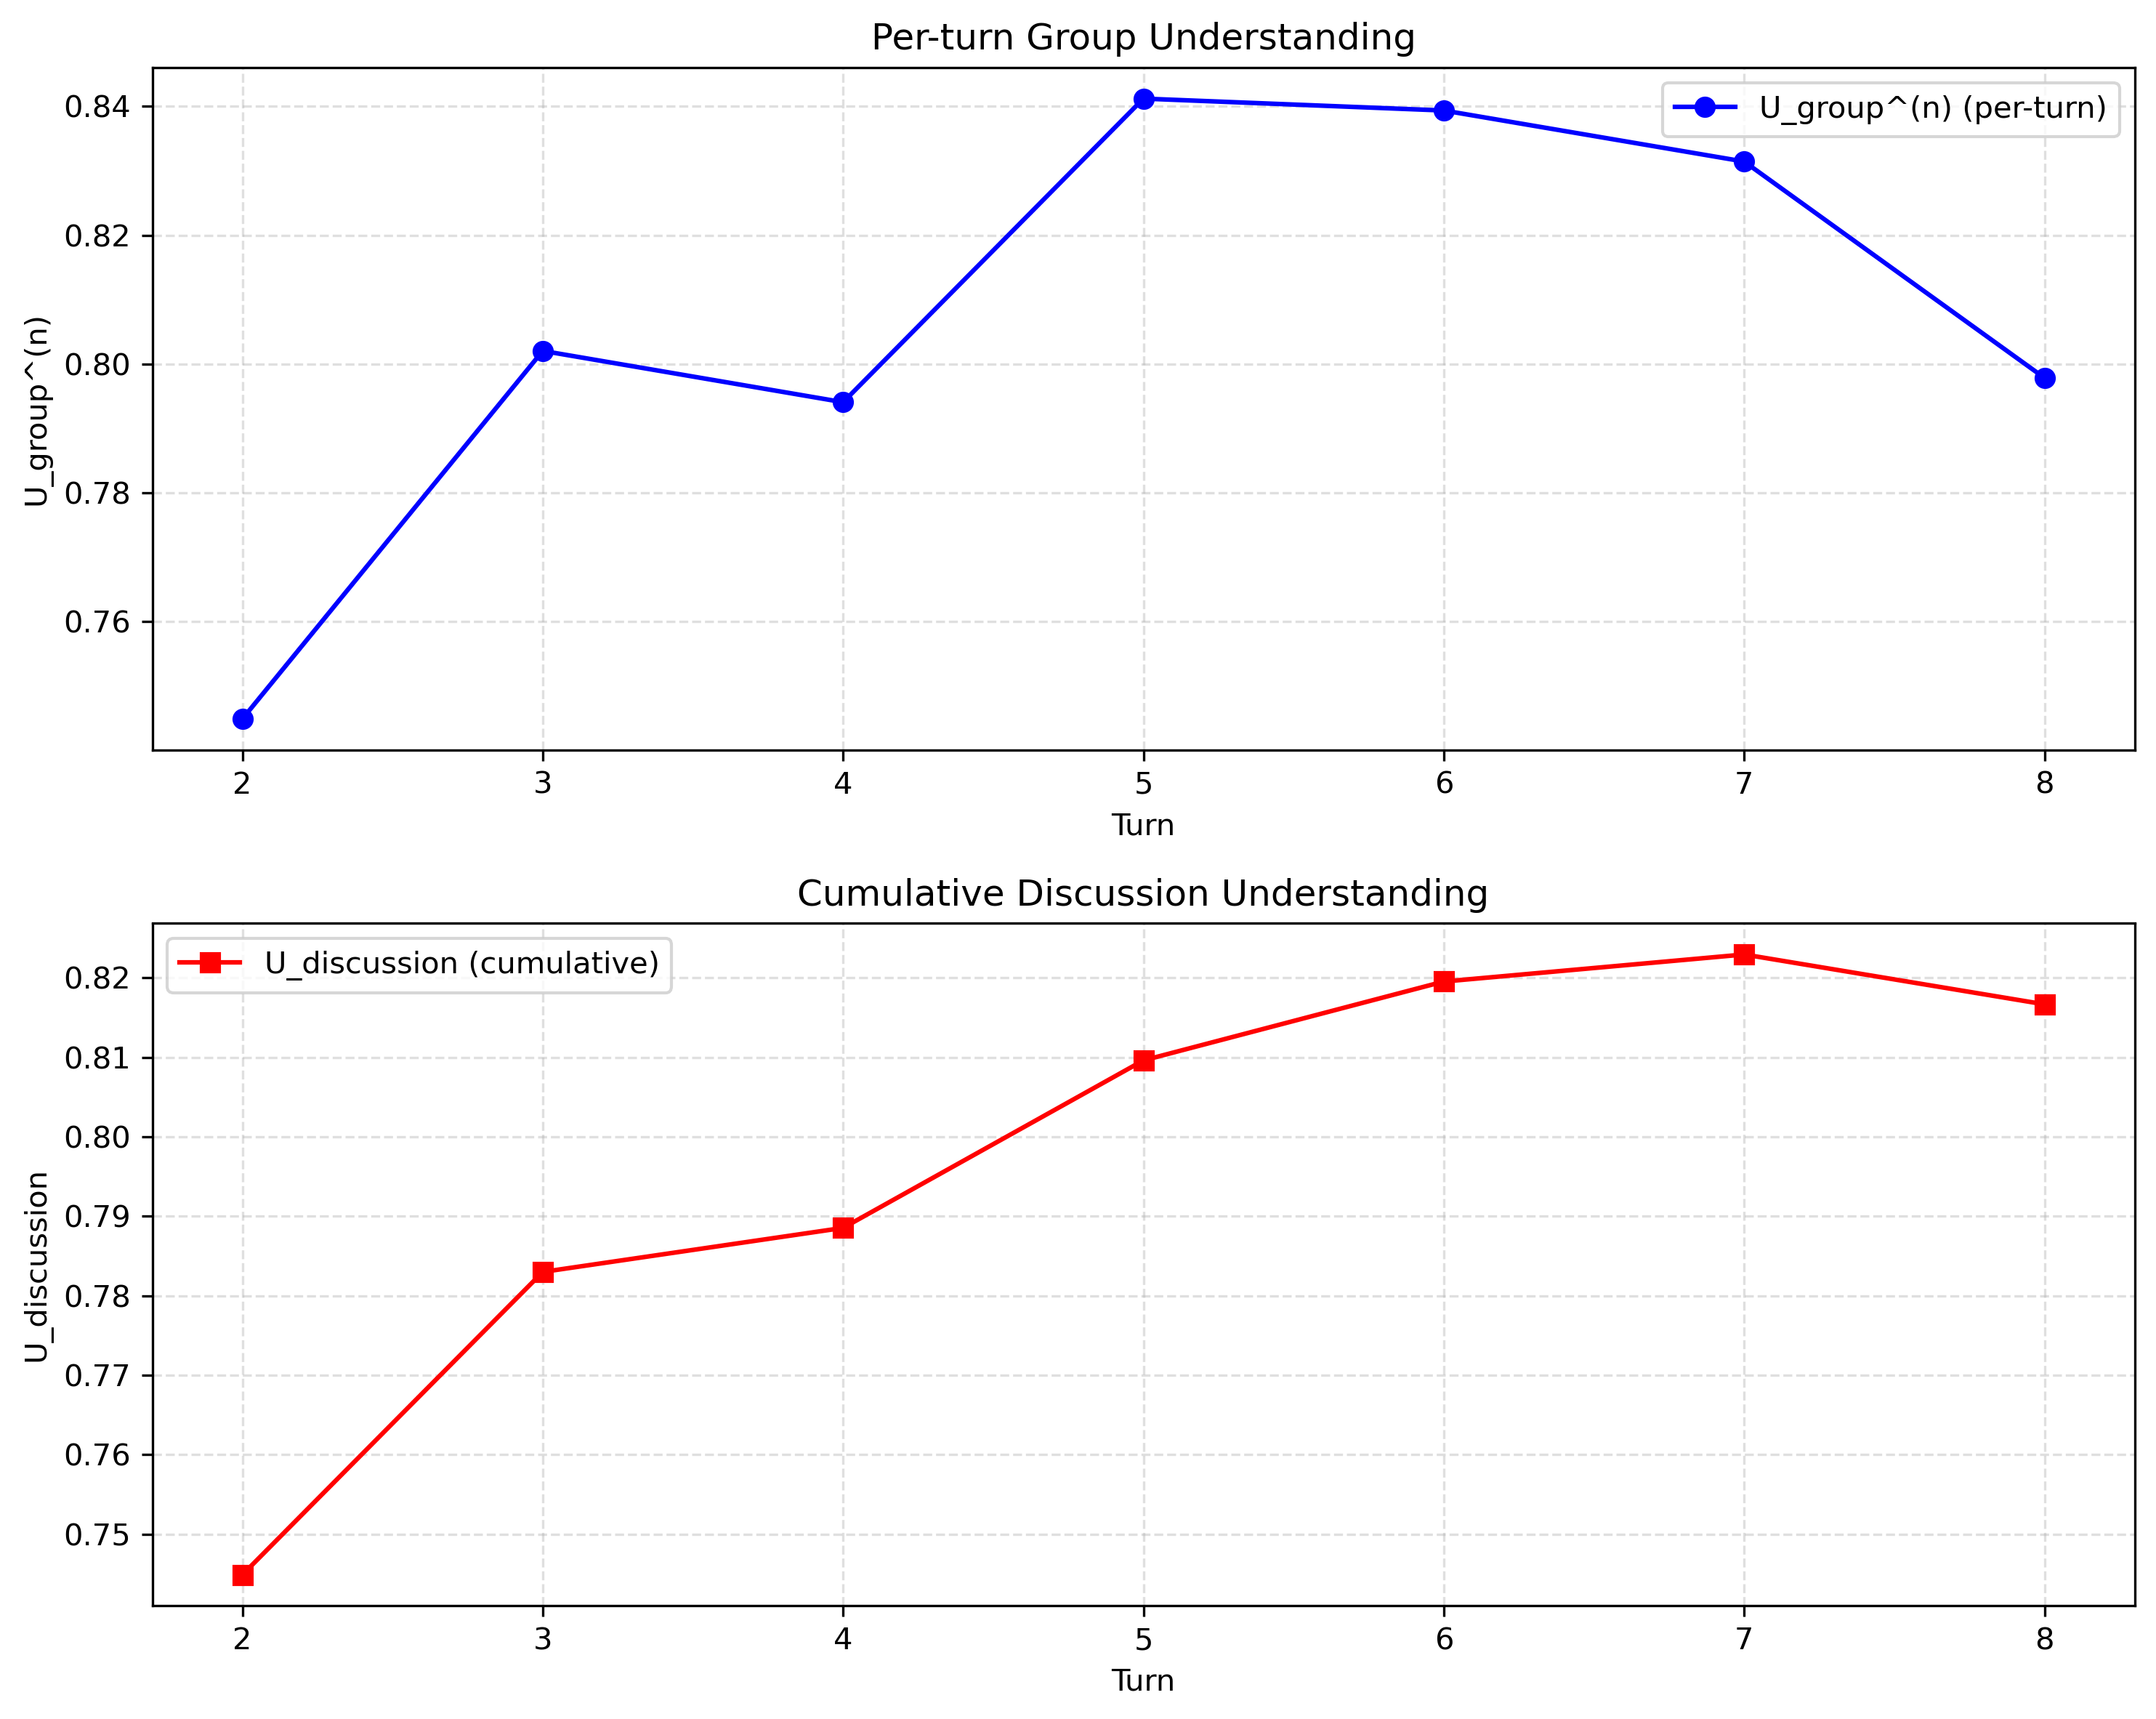 Per-turn Group Understanding
U_group^(n) (per-turn)
U_group^(n)
0.84
0.82
0.80
0.78
0.76
2 3 4 5 6 7 8
Turn
Cumulative Discussion Understanding
U_discussion (cumulative)
U_discussion
0.82
0.81
0.80
0.79
0.78
0.77
0.76
0.75
2 3 4 5 6 7 8
Turn